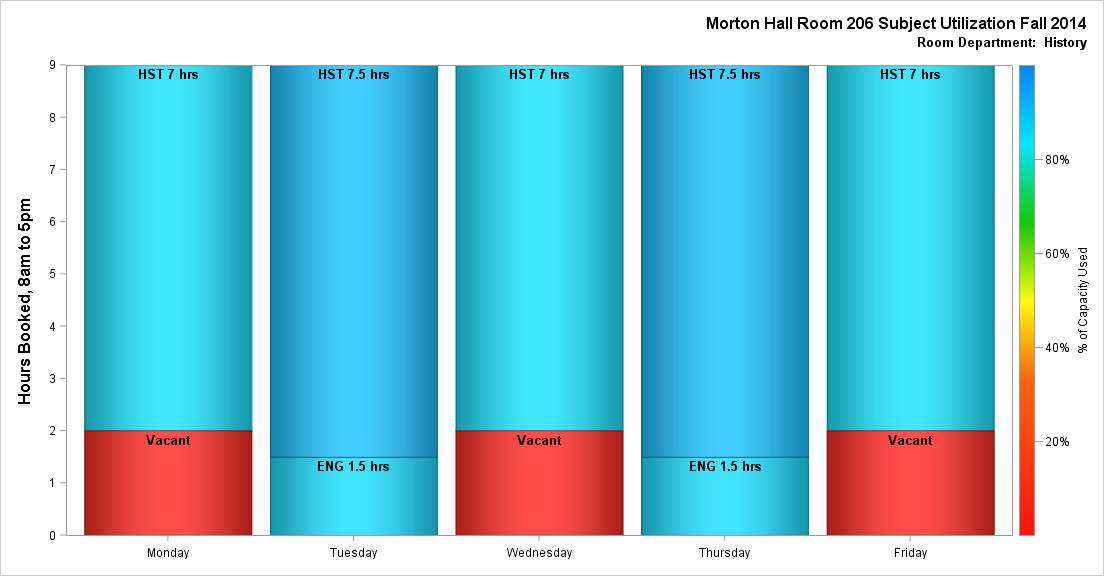 Morton Hall Room 206 Subject Utilization Fall 2014
Room Department:  History
Hours Booked, 8am to 5pm
9
8
7
6
5
4
3
2
1
0
HST 7 hrs
HST 7.5 hrs
HST 7 hrs
HST 7.5 hrs
HST 7 hrs
Vacant
ENG 1.5 hrs
Vacant
ENG 1.5 hrs
Vacant
Monday
Tuesday
Wednesday
Thursday
Friday
80%
60%
40%
20%
% of Capacity Used